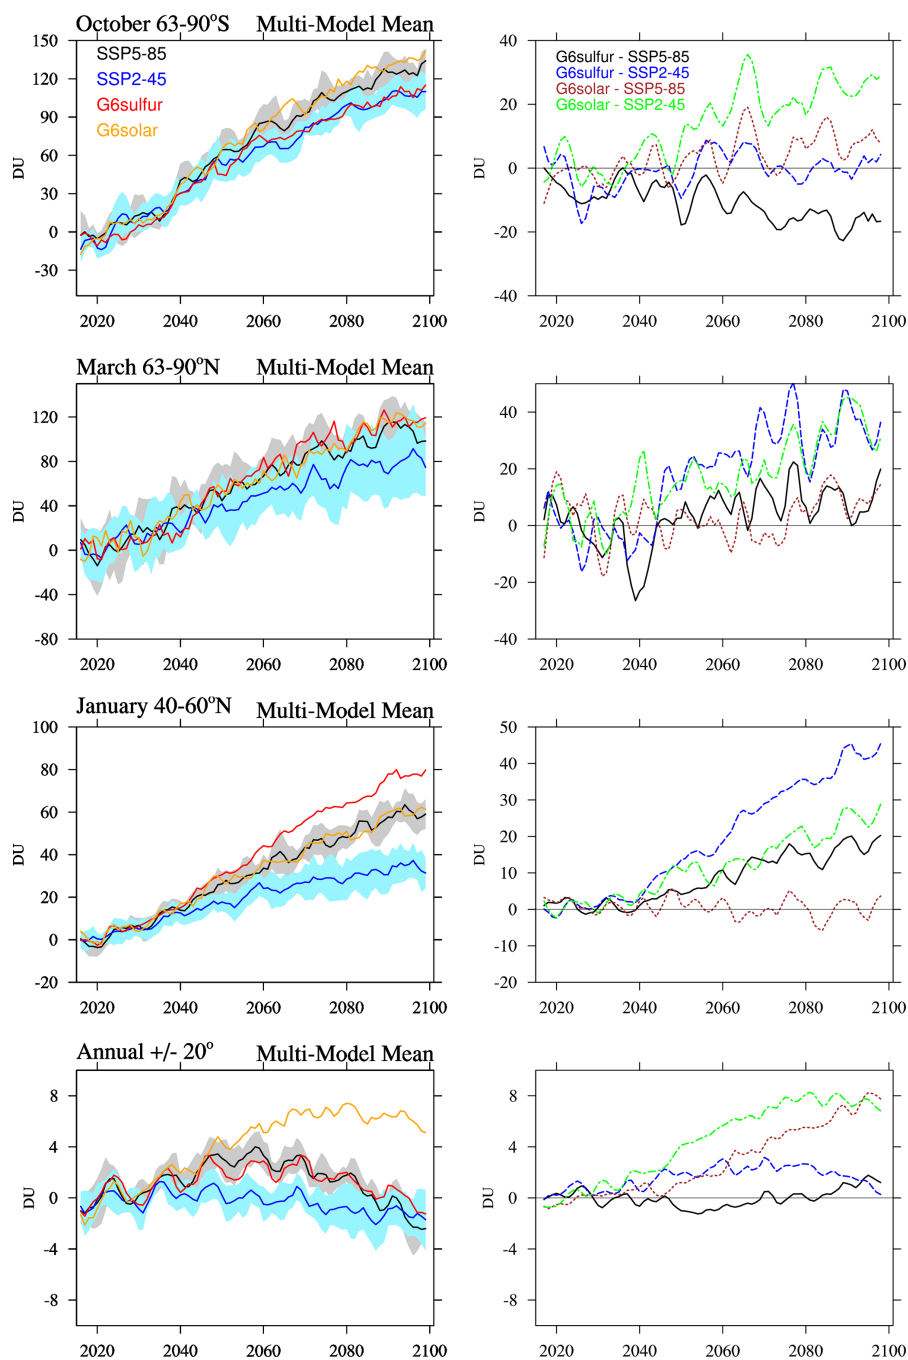 October 63-90°S Multi-Model Mean
150
120
90
60
30
0
-30
DU
SSP5-85
SSP2-45
G6sulfur
G6solar
2020 2040 2060 2080 2100
40
20
0
-20
-40
DU
G6sulfur - SSP5-85
G6sulfur - SSP2-45
G6solar - SSP5-85
G6solar - SSP2-45
2020 2040 2060 2080 2100
March 63-90°N Multi-Model Mean
120
80
40
0
-40
-80
DU
2020 2040 2060 2080 2100
40
20
0
-20
-40
DU
2020 2040 2060 2080 2100
January 40-60°N Multi-Model Mean
100
80
60
40
20
0
-20
DU
2020 2040 2060 2080 2100
50
40
30
20
10
0
-10
-20
DU
2020 2040 2060 2080 2100
Annual +/- 20° Multi-Model Mean
8
4
0
-4
-8
DU
2020 2040 2060 2080 2100
8
4
0
-4
-8
DU
2020 2040 2060 2080 2100